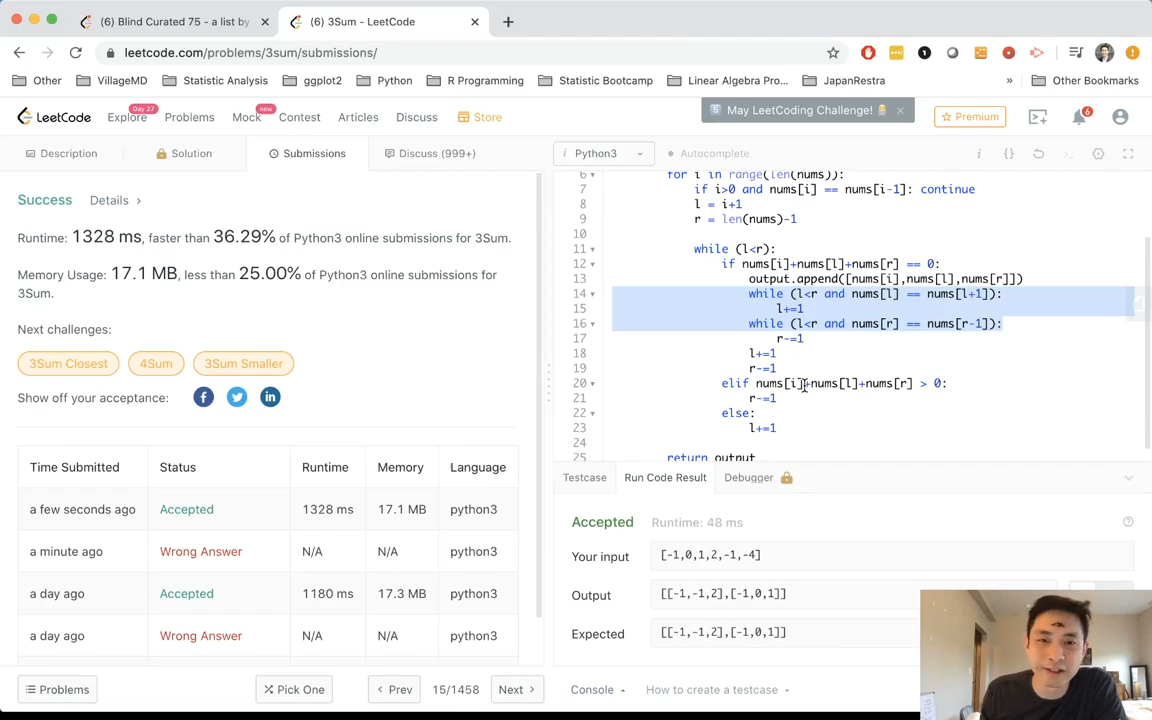 (6) Blind Curated 75 - a list by
(6) 3Sum - LeetCode
leetcode.com/problems/3sum/submissions/
Other
VillageMD
Statistic Analysis
ggplot2
Python
R Programming
Statistic Bootcamp
Linear Algebra Pro...
JapanRestra
»
Other Bookmarks
LeetCode
Explore
Day 27
Problems
Mock
new
Contest
Articles
Discuss
Store
May LeetCoding Challenge!
Premium
6
Description
Solution
Submissions
Discuss (999+)
i Python3
Autocomplete
Success Details >
Runtime: 1328 ms, faster than 36.29% of Python3 online submissions for 3Sum.
Memory Usage: 17.1 MB, less than 25.00% of Python3 online submissions for
3Sum.
Next challenges:
3Sum Closest
4Sum
3Sum Smaller
Show off your acceptance:
Time Submitted Status Runtime Memory Language
a few seconds ago Accepted 1328 ms 17.1 MB python3
a minute ago Wrong Answer N/A N/A python3
a day ago Accepted 1180 ms 17.3 MB python3
a day ago Wrong Answer N/A N/A python3
6 for i in range(len(nums)):
7 if i>0 and nums[i] == nums[i-1]: continue
8 l = i+1
9 r = len(nums)-1
10
11 while (l<r):
12 if nums[i]+nums[l]+nums[r] == 0:
13 output.append([nums[i],nums[l],nums[r]])
14 while (l<r and nums[l] == nums[l+1]):
15 l+=1
16 while (l<r and nums[r] == nums[r-1]):
17 r-=1
18 l+=1
19 r-=1
20 elif nums[i]+nums[l]+nums[r] > 0:
21 r-=1
22 else:
23 l+=1
24
25 return output
Testcase
Run Code Result
Debugger
Accepted Runtime: 48 ms
Your input [-1,0,1,2,-1,-4]
Output [[-1,-1,2],[-1,0,1]]
Expected [[-1,-1,2],[-1,0,1]]
Problems
Pick One
< Prev
15/1458
Next >
Console
How to create a testcase